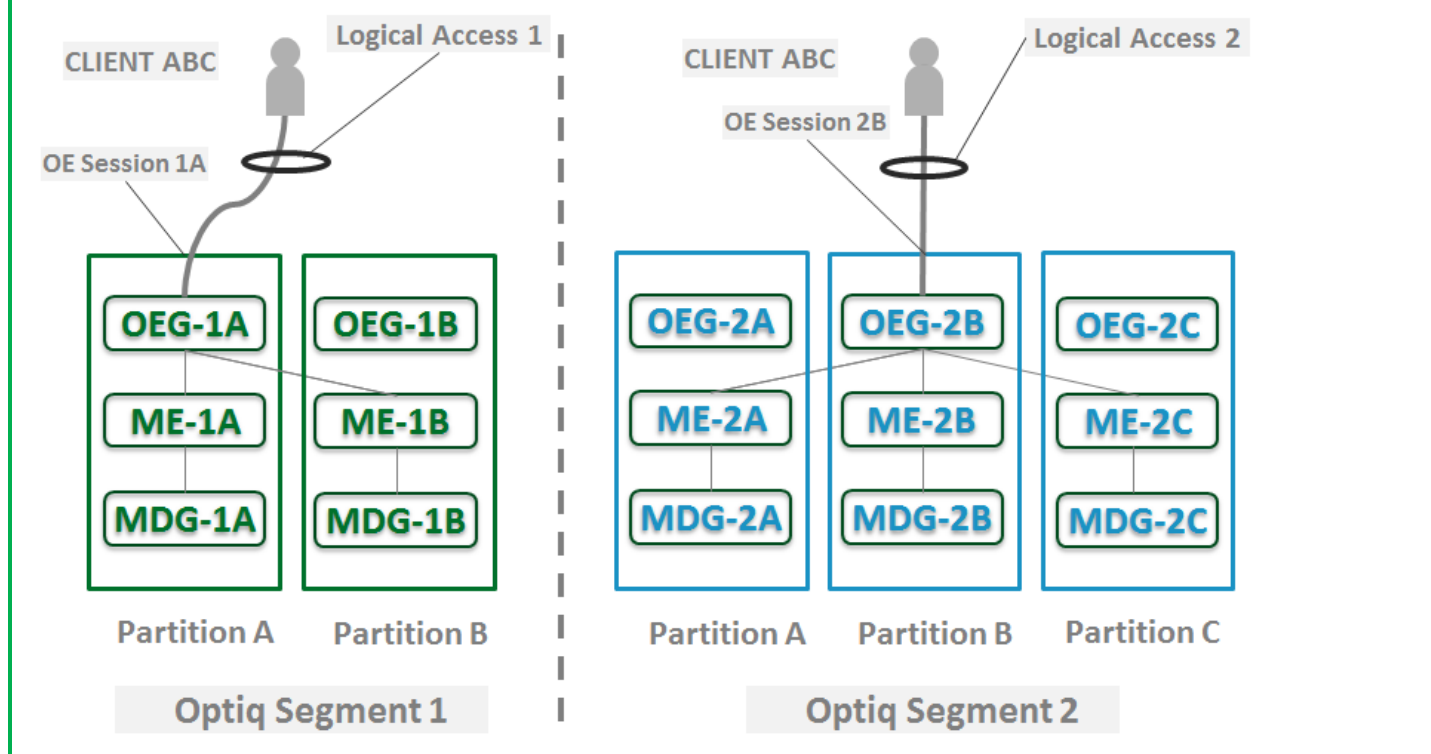 CLIENT ABC
Logical Access 1
OE Session 1A
OEG-1A
OEG-1B
ME-1A
ME-1B
MDG-1A
MDG-1B
Partition A
Partition B
Optiq Segment 1
CLIENT ABC
Logical Access 2
OE Session 2B
OEG-2A
OEG-2B
OEG-2C
ME-2A
ME-2B
ME-2C
MDG-2A
MDG-2B
MDG-2C
Partition A
Partition B
Partition C
Optiq Segment 2